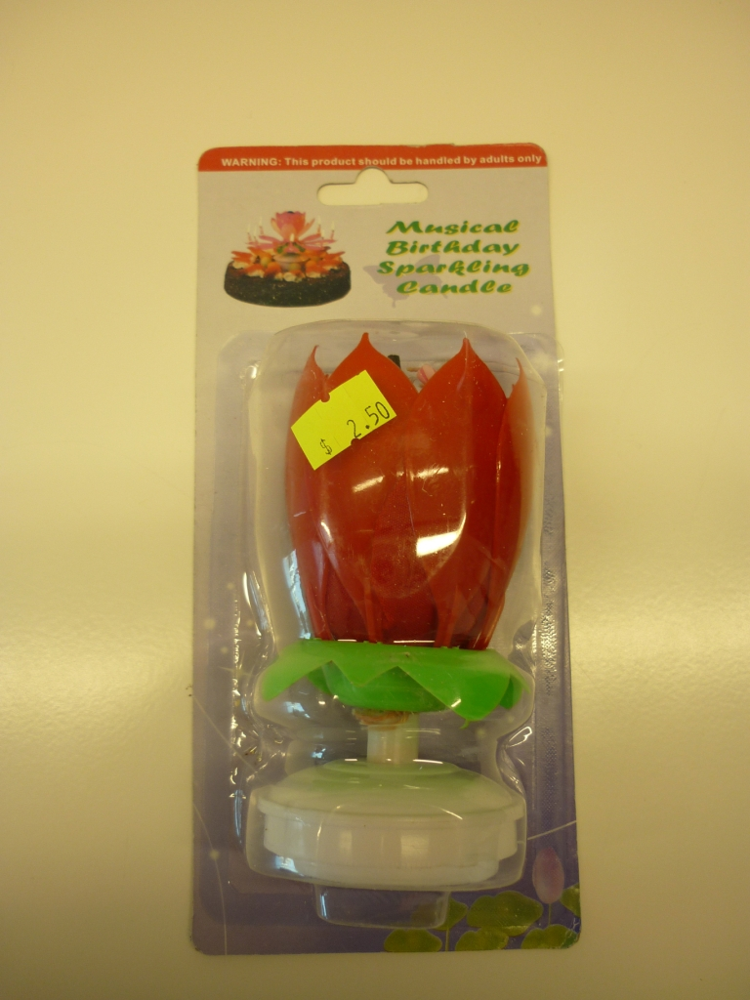 WARNING: This product should be handled by adults only
Musical
Birthday
Sparkling
Candle
$ 2.50